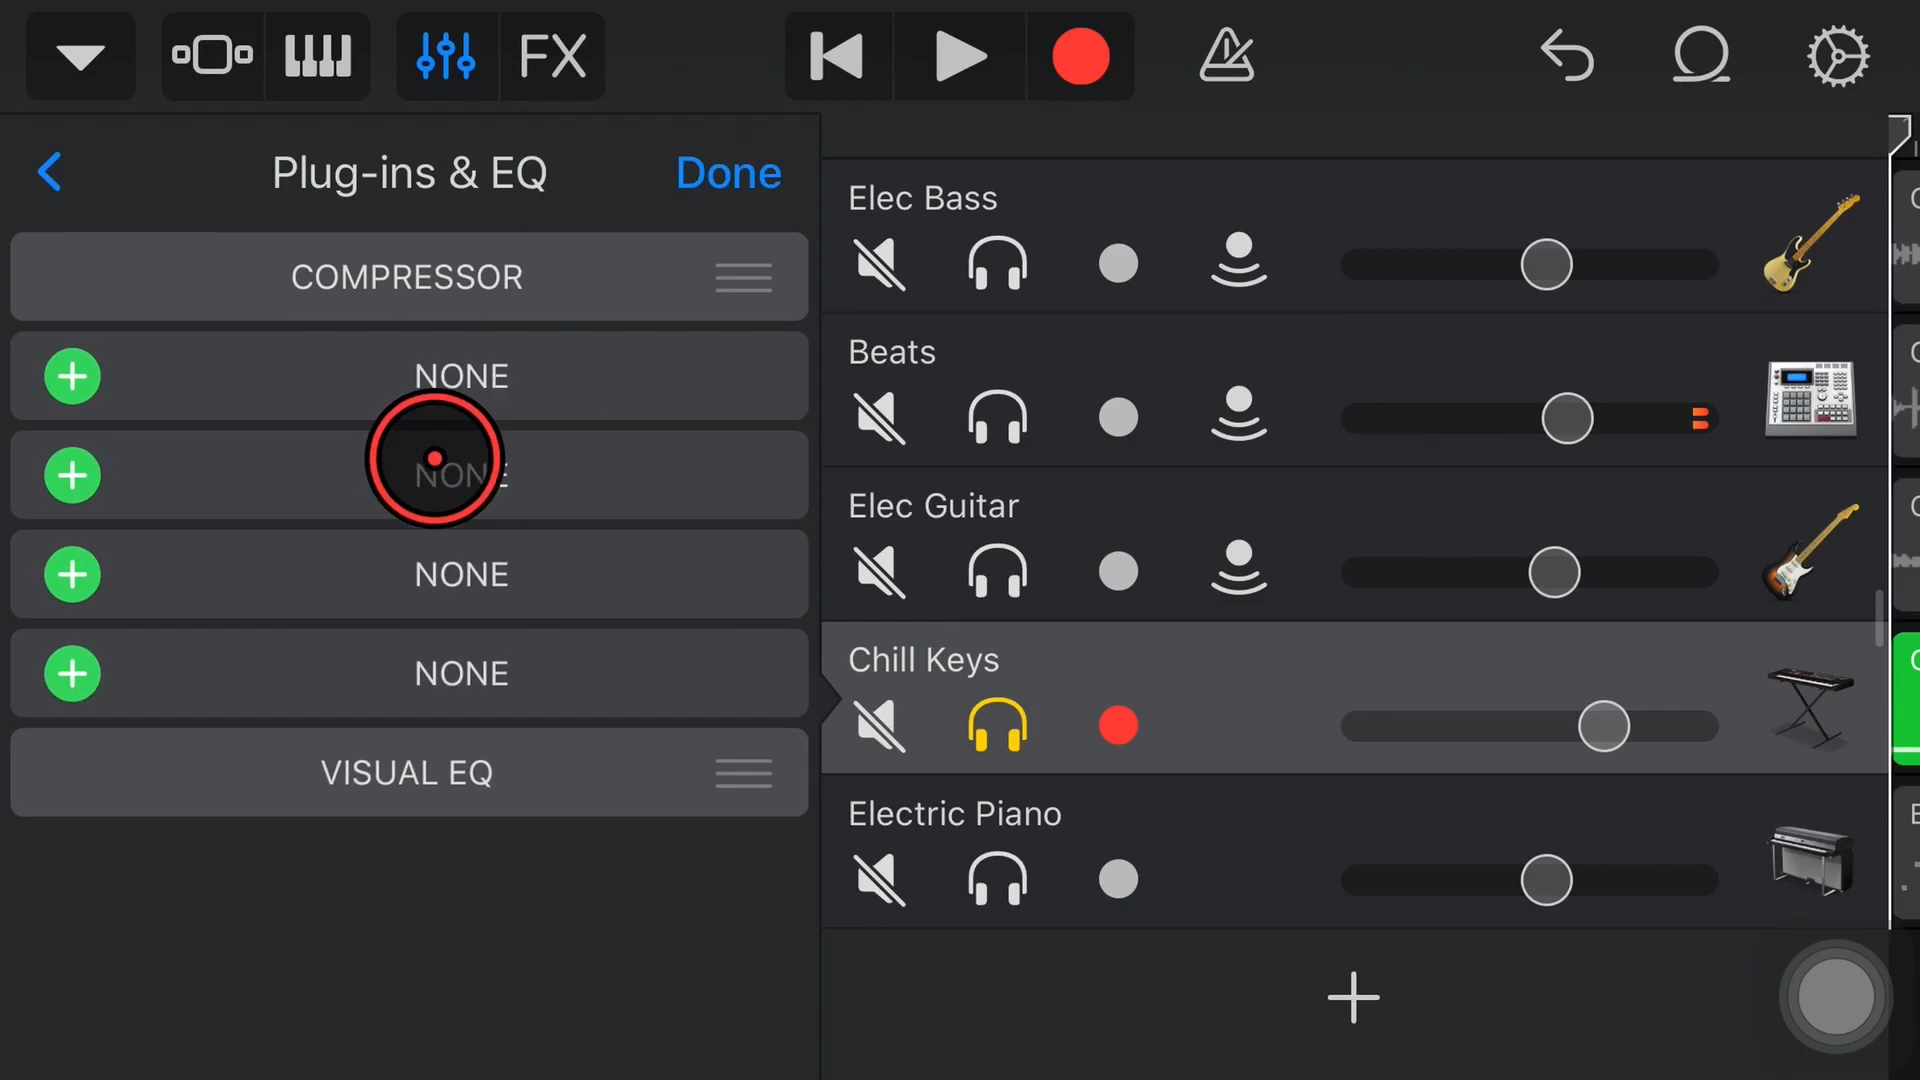 FX
Plug-ins & EQ
Done
COMPRESSOR
NONE
NONE
NONE
NONE
VISUAL EQ
Elec Bass
Beats
Elec Guitar
Chill Keys
Electric Piano